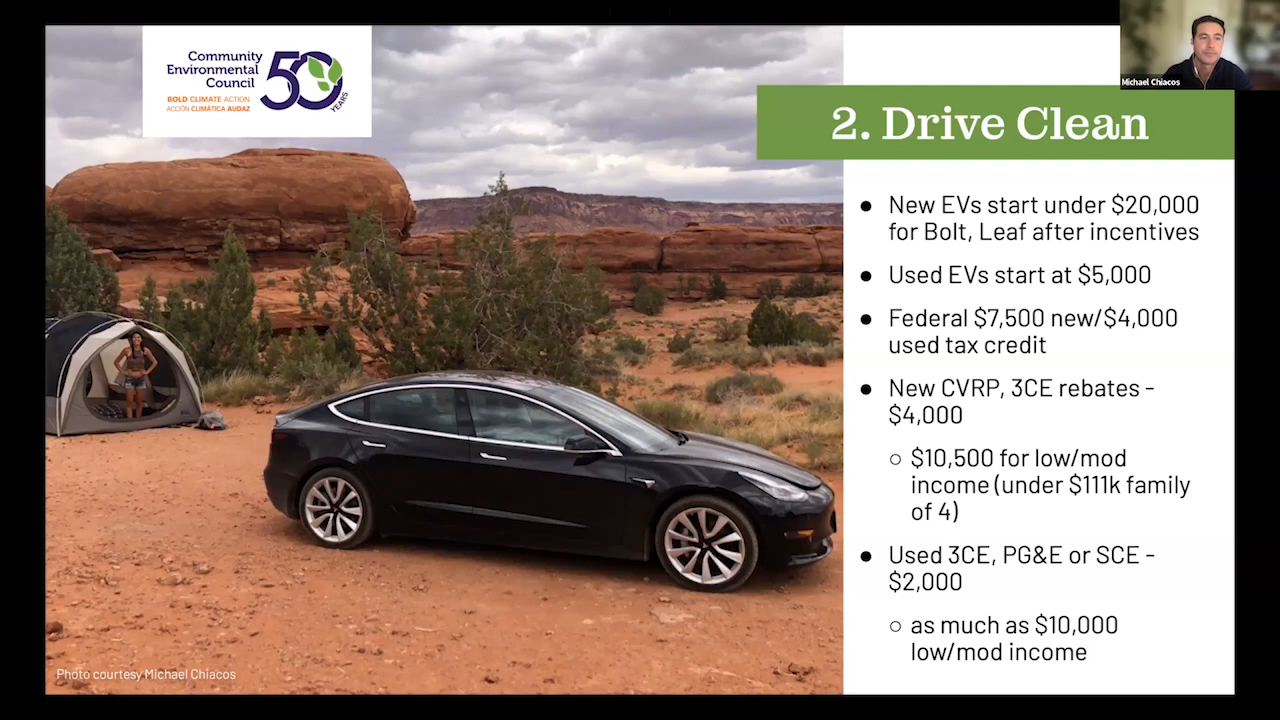 Community
Environmental
Council
BOLD CLIMATE ACTION
ACCIÓN CLIMÁTICA AUDAZ
50
YEARS
Michael Chiacos
2. Drive Clean
● New EVs start under $20,000
for Bolt, Leaf after incentives
● Used EVs start at $5,000
● Federal $7,500 new/$4,000
used tax credit
● New CVRP, 3CE rebates -
$4,000
○ $10,500 for low/mod
income (under $111k family
of 4)
● Used 3CE, PG&E or SCE -
$2,000
○ as much as $10,000
low/mod income
Photo courtesy Michael Chiacos